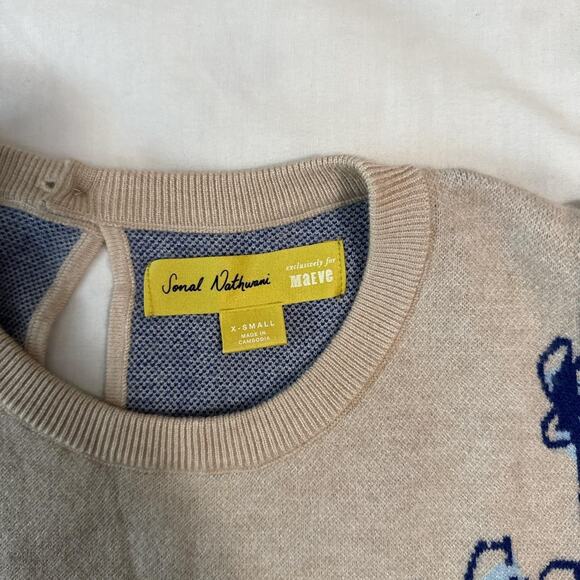 Sonal Nathwani
exclusively for
MAEVE
X-SMALL
MADE IN
CAMBODIA